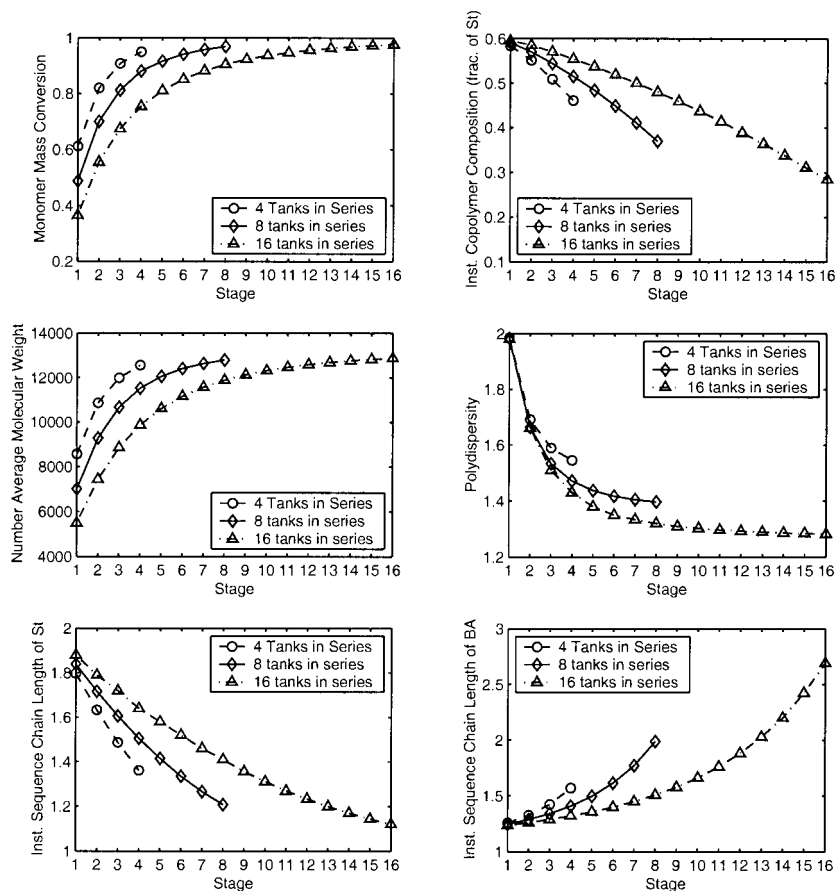 Monomer Mass Conversion
1
0.8
0.6
0.4
0.2
4 Tanks in Series
8 tanks in series
16 tanks in series
1 2 3 4 5 6 7 8 9 10 11 12 13 14 15 16
Stage
Inst. Copolymer Composition (frac. of St)
0.6
0.5
0.4
0.3
0.2
0.1
4 Tanks in Series
8 tanks in series
16 tanks in series
1 2 3 4 5 6 7 8 9 10 11 12 13 14 15 16
Stage
Number Average Molecular Weight
14000
12000
10000
8000
6000
4000
4 Tanks in Series
8 tanks in series
16 tanks in series
1 2 3 4 5 6 7 8 9 10 11 12 13 14 15 16
Stage
Polydispersity
2
1.8
1.6
1.4
1.2
4 Tanks in Series
8 tanks in series
16 tanks in series
1 2 3 4 5 6 7 8 9 10 11 12 13 14 15 16
Stage
Inst. Sequence Chain Length of St
2
1.8
1.6
1.4
1.2
1
4 Tanks in Series
8 tanks in series
16 tanks in series
1 2 3 4 5 6 7 8 9 10 11 12 13 14 15 16
Stage
Inst. Sequence Chain Length of BA
3
2.5
2
1.5
1
4 Tanks in Series
8 tanks in series
16 tanks in series
1 2 3 4 5 6 7 8 9 10 11 12 13 14 15 16
Stage